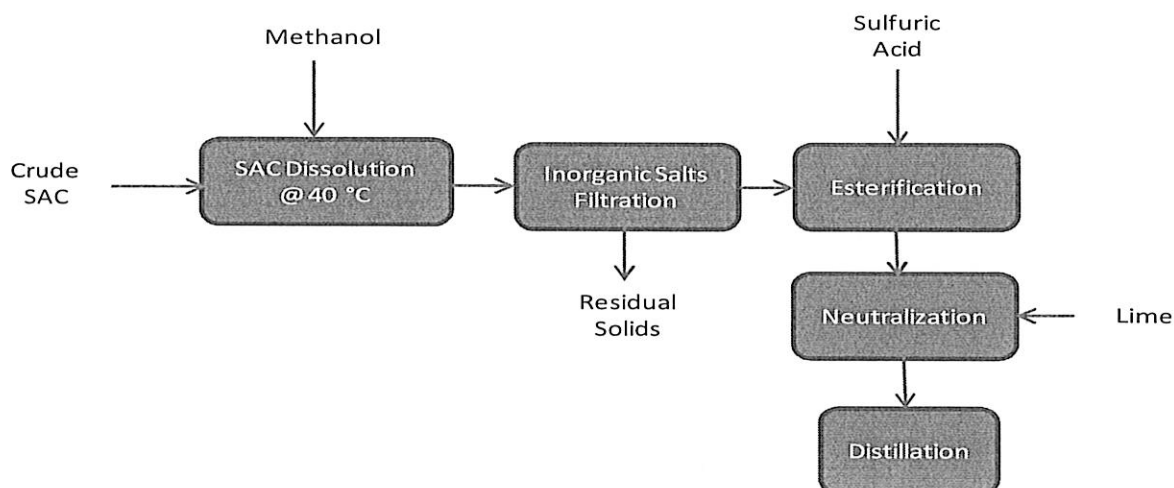 Methanol
Sulfuric
Acid
Crude
SAC
SAC Dissolution
@ 40 °C
Inorganic Salts
Filtration
Esterification
Residual
Solids
Neutralization
Lime
Distillation